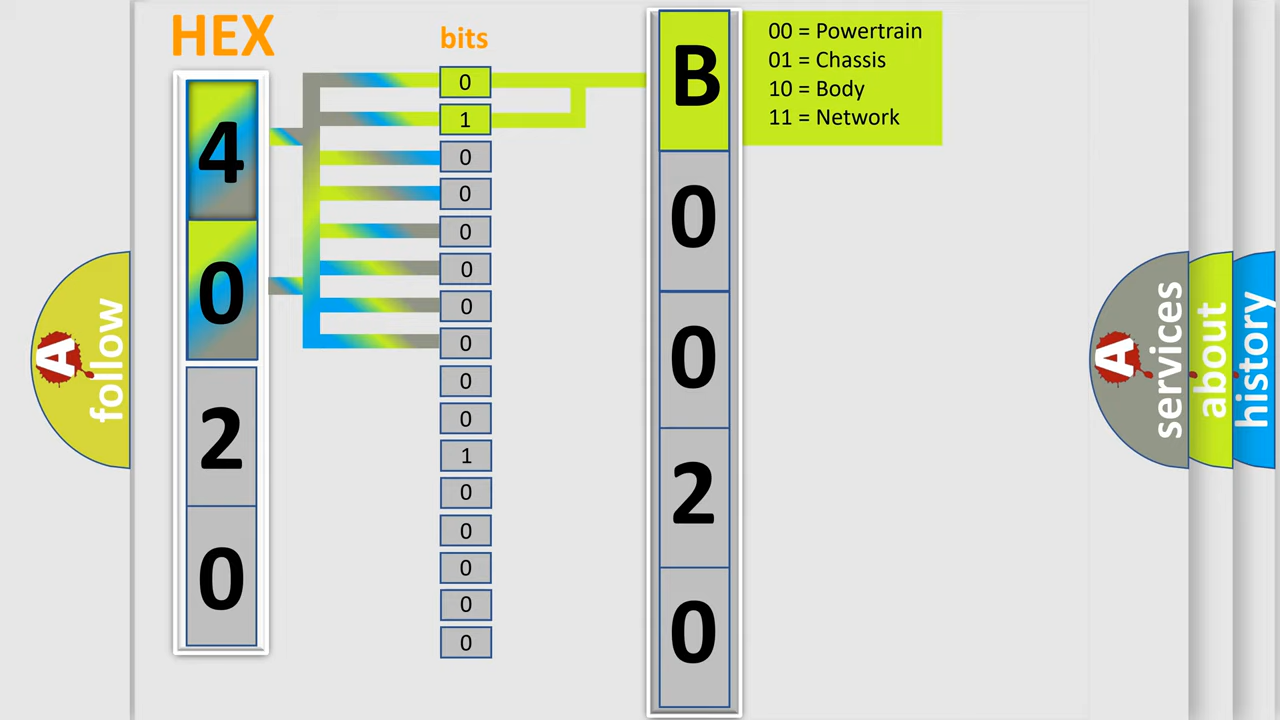 HEX
bits
4
0
2
0
0
1
0
0
0
0
0
0
0
0
1
0
0
0
0
0
B
0
0
2
0
00 = Powertrain
01 = Chassis
10 = Body
11 = Network
A
follow
A
services
about
history